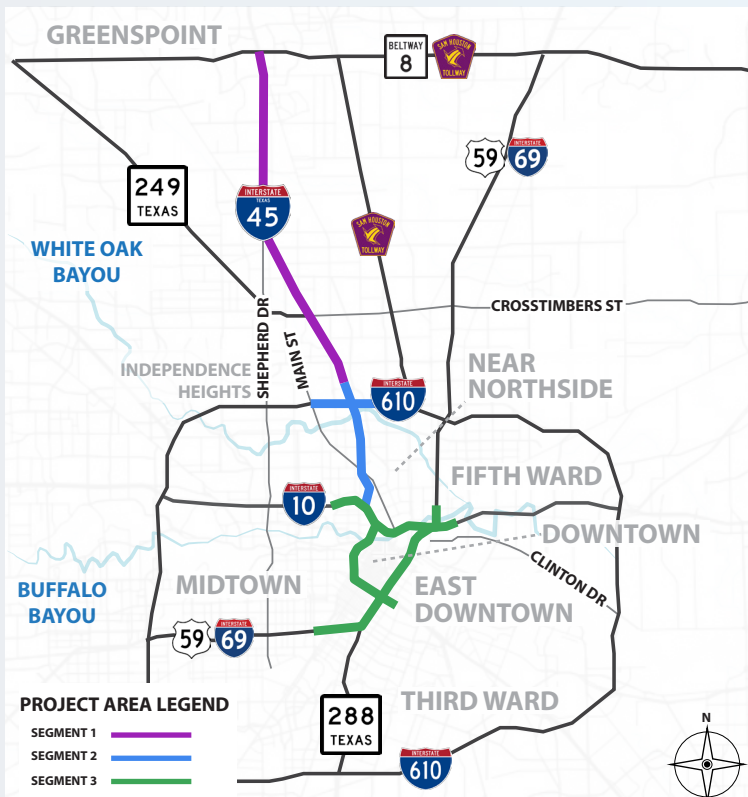 GREENSPOINT
BELTWAY
8
SAM HOUSTON
TOLLWAY
59
INTERSTATE
69
249
TEXAS
INTERSTATE
TEXAS
45
SAM HOUSTON
TOLLWAY
WHITE OAK
BAYOU
SHEPHERD DR
MAIN ST
CROSSTIMBERS ST
INDEPENDENCE
HEIGHTS
INTERSTATE
610
NEAR
NORTHSIDE
FIFTH WARD
INTERSTATE
10
DOWNTOWN
CLINTON DR
MIDTOWN
EAST
DOWNTOWN
BUFFALO
BAYOU
59
INTERSTATE
69
THIRD WARD
288
TEXAS
INTERSTATE
610
PROJECT AREA LEGEND
SEGMENT 1
SEGMENT 2
SEGMENT 3
N